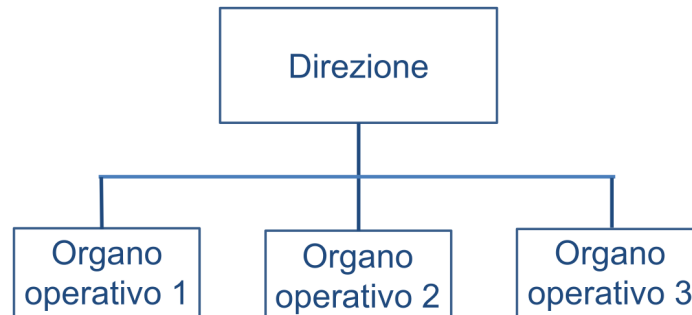 Direzione
Organo
operativo 1
Organo
operativo 2
Organo
operativo 3